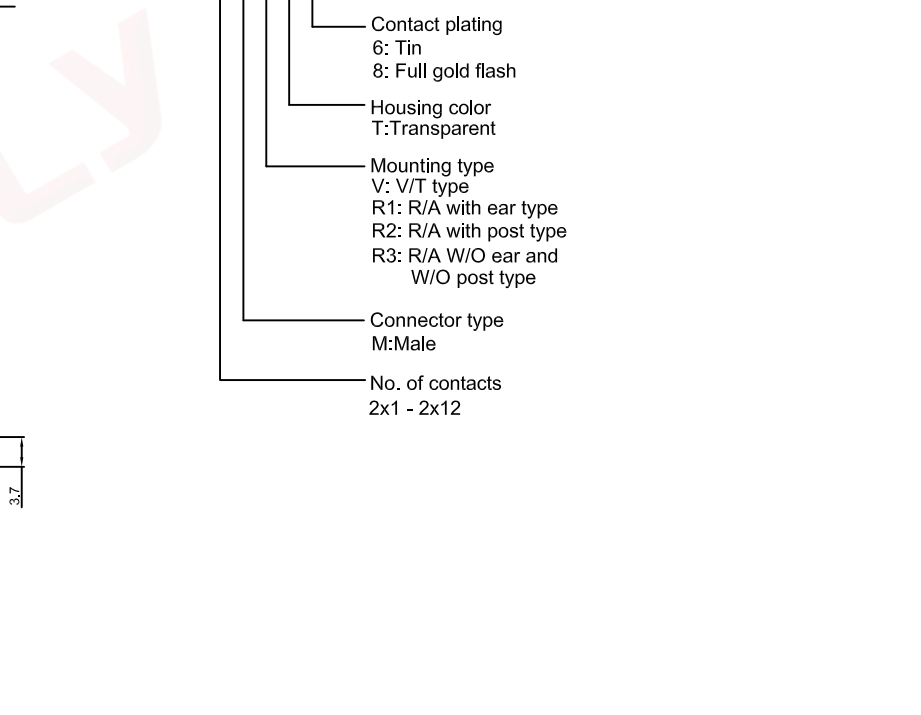 Contact plating
6: Tin
8: Full gold flash
Housing color
T:Transparent
Mounting type
V: V/T type
R1: R/A with ear type
R2: R/A with post type
R3: R/A W/O ear and
W/O post type
Connector type
M:Male
No. of contacts
2x1 - 2x12
3.7
Ly